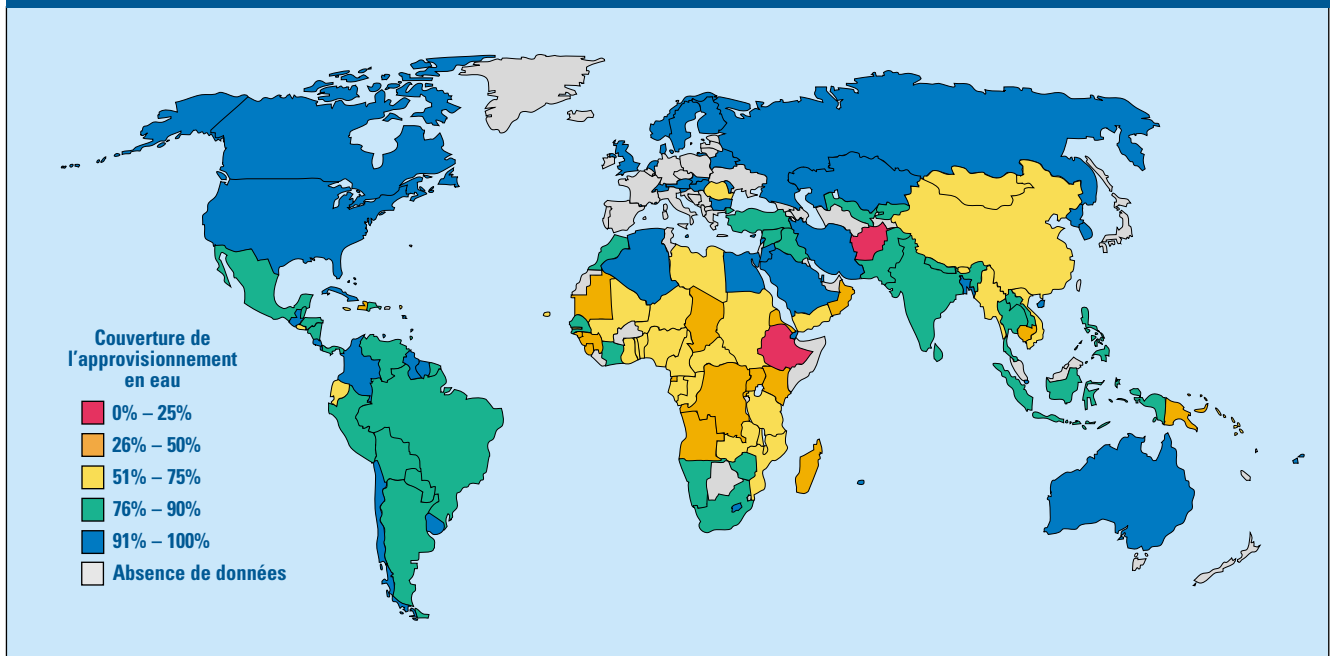 Couverture de
l'approvisionnement
en eau
0% – 25%
26% – 50%
51% – 75%
76% – 90%
91% – 100%
Absence de données